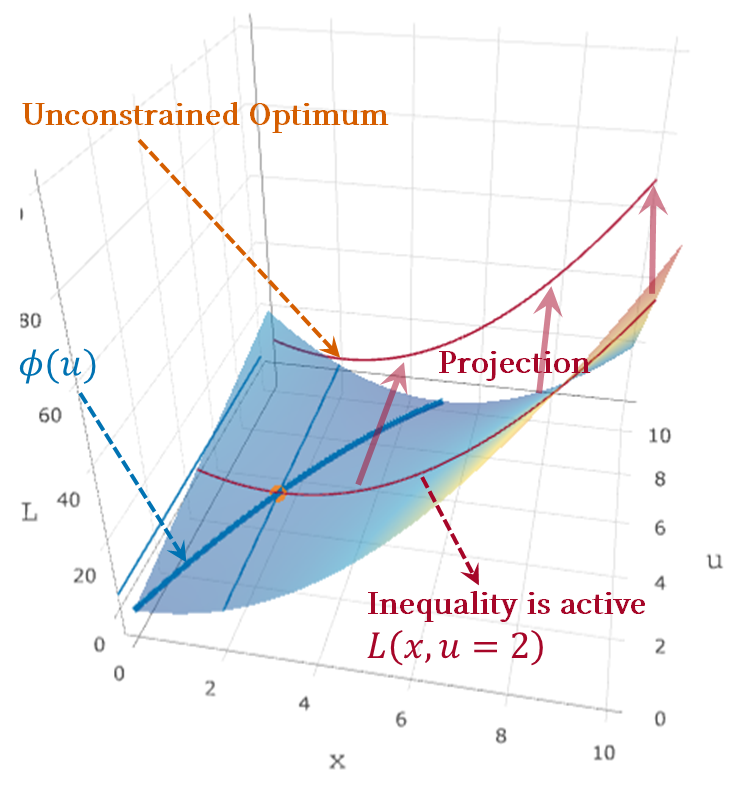 Unconstrained Optimum
80
ϕ(u)
Projection
60
10
8
L
40
6
20
4
u
Inequality is active
0
2
L(x, u = 2)
0
2
0
4
6
8
10
x